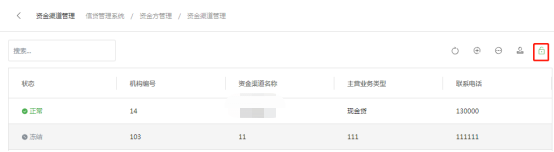 资金渠道管理 信贷管理系统 / 资金方管理 / 资金渠道管理
搜索...
状态 机构编号 资金渠道名称 主营业务类型 联系电话
正常 14 现金贷 130000
冻结 103 11 111 111111